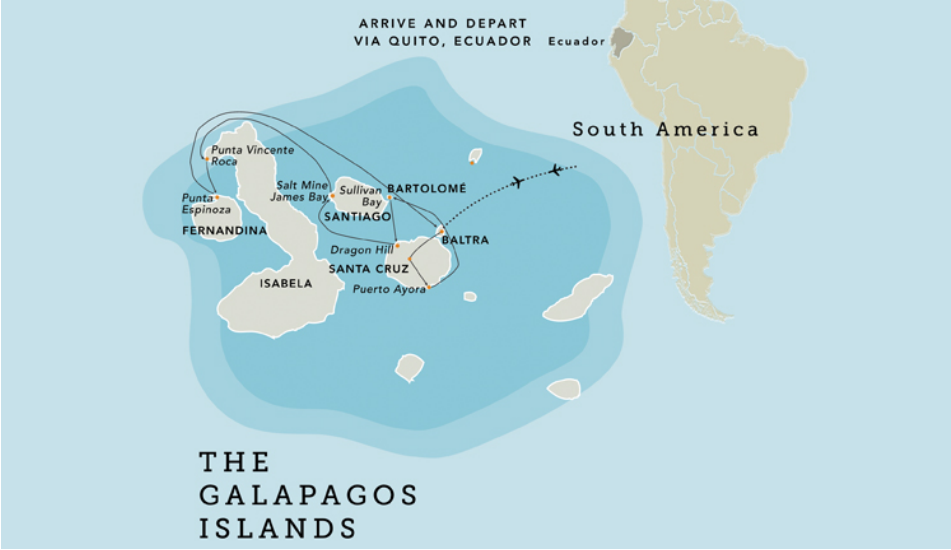 ARRIVE AND DEPART
VIA QUITO, ECUADOR
Ecuador
South America
Punta Vincente
Roca
Salt Mine
James Bay
Sullivan
Bay
BARTOLOMÉ
Punta
Espinoza
SANTIAGO
FERNANDINA
BALTRA
Dragon Hill
SANTA CRUZ
ISABELA
Puerto Ayora
THE
GALAPAGOS
ISLANDS